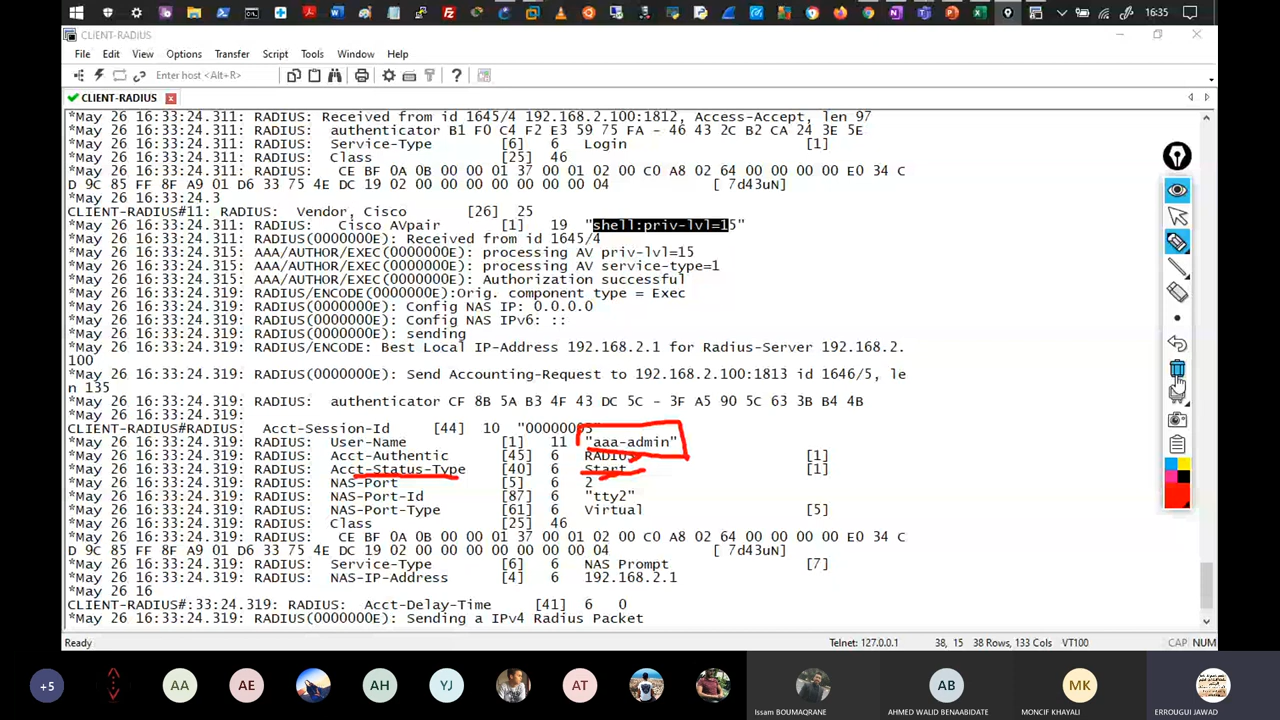 16:35
CLIENT-RADIUS
File Edit View Options Transfer Script Tools Window Help
Enter host <Alt+R>
CLIENT-RADIUS
*May 26 16:33:24.311: RADIUS: Received from id 1645/4 192.168.2.100:1812, Access-Accept, len 97
*May 26 16:33:24.311: RADIUS:  authenticator B1 F0 C4 F2 E3 59 75 FA - 46 43 2C B2 CA 24 3E 5E
*May 26 16:33:24.311: RADIUS:  Service-Type        [6]   6   Login                     [1]
*May 26 16:33:24.311: RADIUS:  Class               [25]  46
*May 26 16:33:24.311: RADIUS:   CE BF 0A 0B 00 00 01 37 00 01 02 00 C0 A8 02 64 00 00 00 00 E0 34 C
D 9C 85 FF 8F A9 01 D6 33 75 4E DC 19 02 00 00 00 00 00 00 04          [ 7d43uN]
*May 26 16:33:24.3
CLIENT-RADIUS#11: RADIUS:  Vendor, Cisco       [26]  25
*May 26 16:33:24.311: RADIUS:   Cisco AVpair       [1]   19  "shell:priv-lvl=15"
*May 26 16:33:24.311: RADIUS(0000000E): Received from id 1645/4
*May 26 16:33:24.315: AAA/AUTHOR/EXEC(0000000E): processing AV priv-lvl=15
*May 26 16:33:24.315: AAA/AUTHOR/EXEC(0000000E): processing AV service-type=1
*May 26 16:33:24.315: AAA/AUTHOR/EXEC(0000000E): Authorization successful
*May 26 16:33:24.319: RADIUS/ENCODE(0000000E):Orig. component type = Exec
*May 26 16:33:24.319: RADIUS(0000000E): Config NAS IP: 0.0.0.0
*May 26 16:33:24.319: RADIUS(0000000E): Config NAS IPv6: ::
*May 26 16:33:24.319: RADIUS(0000000E): sending
*May 26 16:33:24.319: RADIUS/ENCODE: Best Local IP-Address 192.168.2.1 for Radius-Server 192.168.2.
100
*May 26 16:33:24.319: RADIUS(0000000E): Send Accounting-Request to 192.168.2.100:1813 id 1646/5, le
n 135
*May 26 16:33:24.319: RADIUS:  authenticator CF 8B 5A B3 4F 43 DC 5C - 3F A5 90 5C 63 3B B4 4B
*May 26 16:33:24.319:
CLIENT-RADIUS#RADIUS:  Acct-Session-Id     [44]  10  "00000003"
*May 26 16:33:24.319: RADIUS:  User-Name           [1]   11  "aaa-admin"
*May 26 16:33:24.319: RADIUS:  Acct-Authentic      [45]  6   RADIUS                    [1]
*May 26 16:33:24.319: RADIUS:  Acct-Status-Type    [40]  6   Start                     [1]
*May 26 16:33:24.319: RADIUS:  NAS-Port            [5]   6   2
*May 26 16:33:24.319: RADIUS:  NAS-Port-Id         [87]  6   "tty2"
*May 26 16:33:24.319: RADIUS:  NAS-Port-Type       [61]  6   Virtual                   [5]
*May 26 16:33:24.319: RADIUS:  Class               [25]  46
*May 26 16:33:24.319: RADIUS:   CE BF 0A 0B 00 00 01 37 00 01 02 00 C0 A8 02 64 00 00 00 00 E0 34 C
D 9C 85 FF 8F A9 01 D6 33 75 4E DC 19 02 00 00 00 00 00 00 04          [ 7d43uN]
*May 26 16:33:24.319: RADIUS:  Service-Type        [6]   6   NAS Prompt                [7]
*May 26 16:33:24.319: RADIUS:  NAS-IP-Address      [4]   6   192.168.2.1
*May 26 16
CLIENT-RADIUS#:33:24.319: RADIUS:  Acct-Delay-Time     [41]  6   0
*May 26 16:33:24.319: RADIUS(0000000E): Sending a IPv4 Radius Packet
Ready Telnet: 127.0.0.1 38, 15 38 Rows, 133 Cols VT100 CAP NUM
+5 AA AE AH YJ AT AB MK
Issam BOUMAQRANE AHMED WALID BENAABIDATE MONCIF KHAYALI ERROUGUI JAWAD